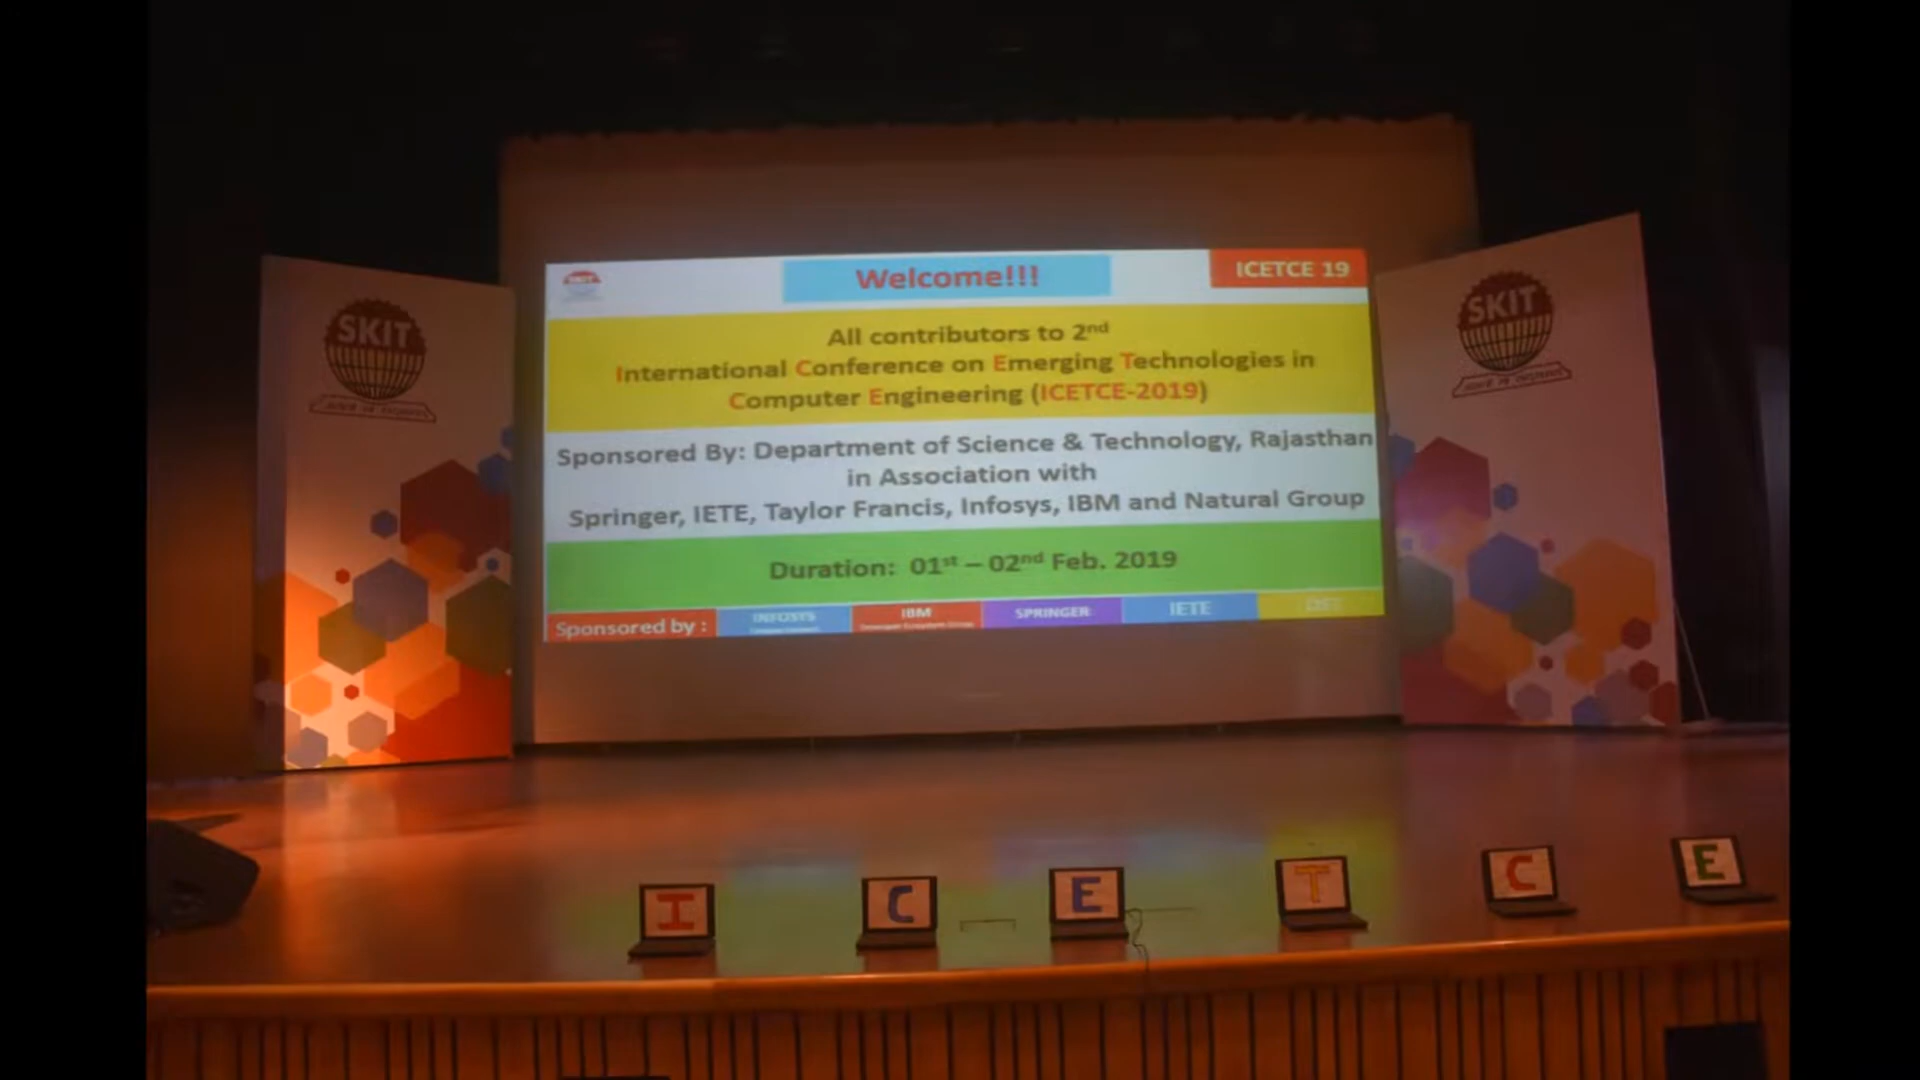 Welcome!!!
ICETCE 19
All contributors to 2nd
International Conference on Emerging Technologies in
Computer Engineering (ICETCE-2019)
Sponsored By: Department of Science & Technology, Rajasthan
in Association with
Springer, IETE, Taylor Francis, Infosys, IBM and Natural Group
Duration: 01st – 02nd Feb. 2019
Sponsored by :
INFOSYS
IBM
SPRINGER
IETE
SKIT
SKIT
I C E T C E